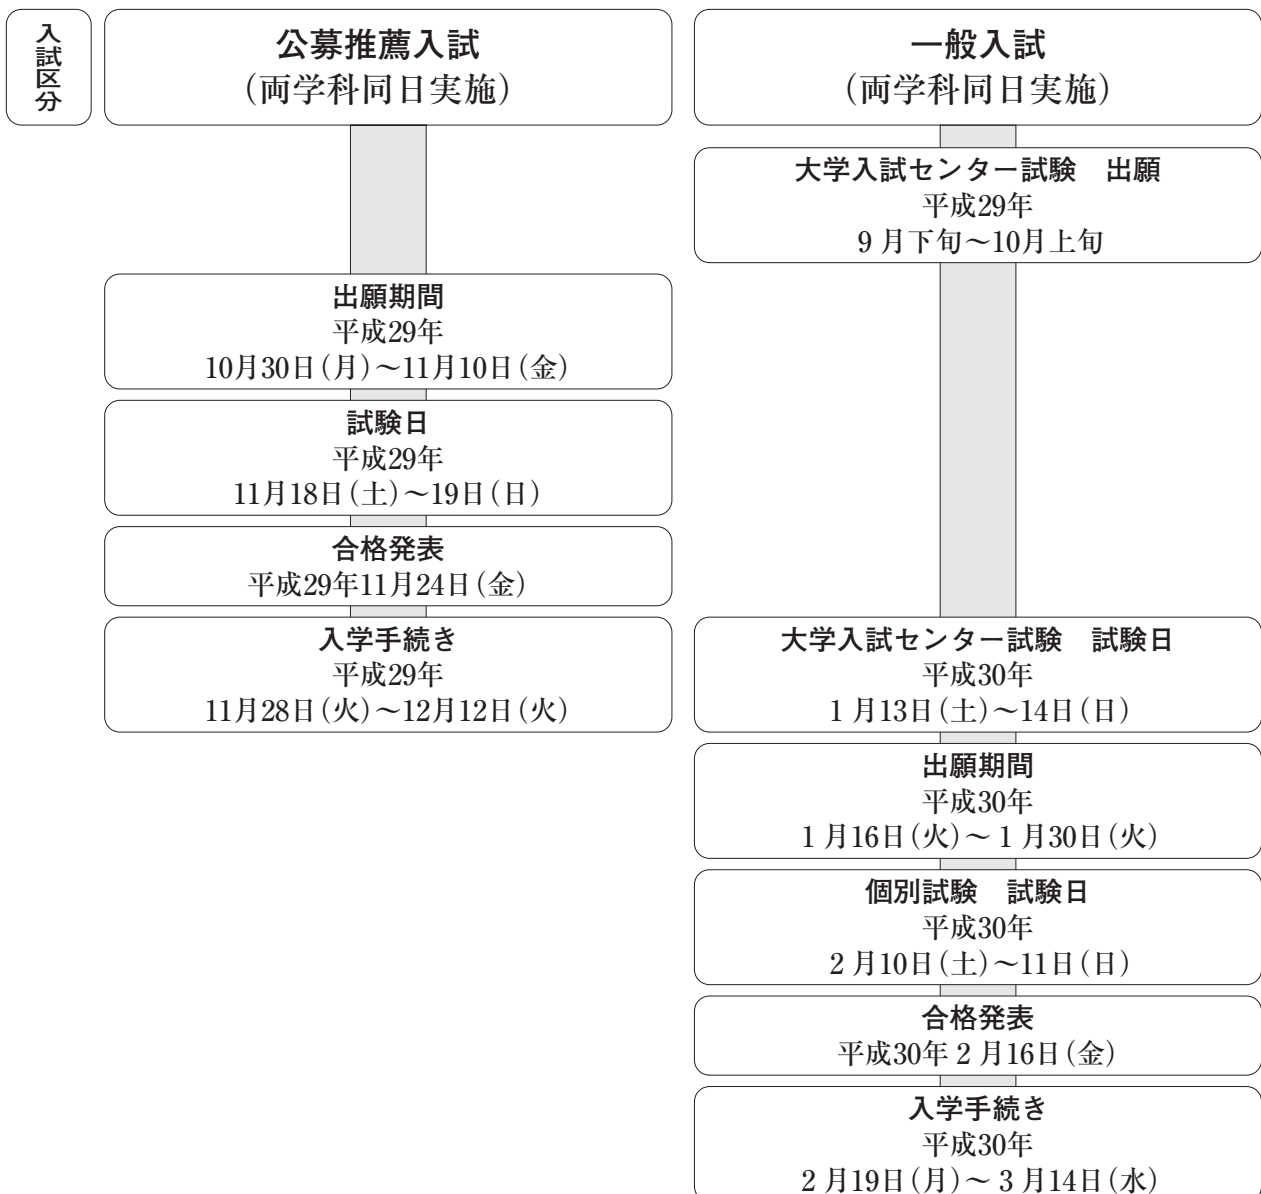 入試区分
公募推薦入試
(両学科同日実施)
一般入試
(両学科同日実施)
大学入試センター試験　出願
平成29年
9月下旬～10月上旬
出願期間
平成29年
10月30日(月)～11月10日(金)
試験日
平成29年
11月18日(土)～19日(日)
合格発表
平成29年11月24日(金)
入学手続き
平成29年
11月28日(火)～12月12日(火)
大学入試センター試験　試験日
平成30年
1月13日(土)～14日(日)
出願期間
平成30年
1月16日(火)～1月30日(火)
個別試験　試験日
平成30年
2月10日(土)～11日(日)
合格発表
平成30年2月16日(金)
入学手続き
平成30年
2月19日(月)～3月14日(水)